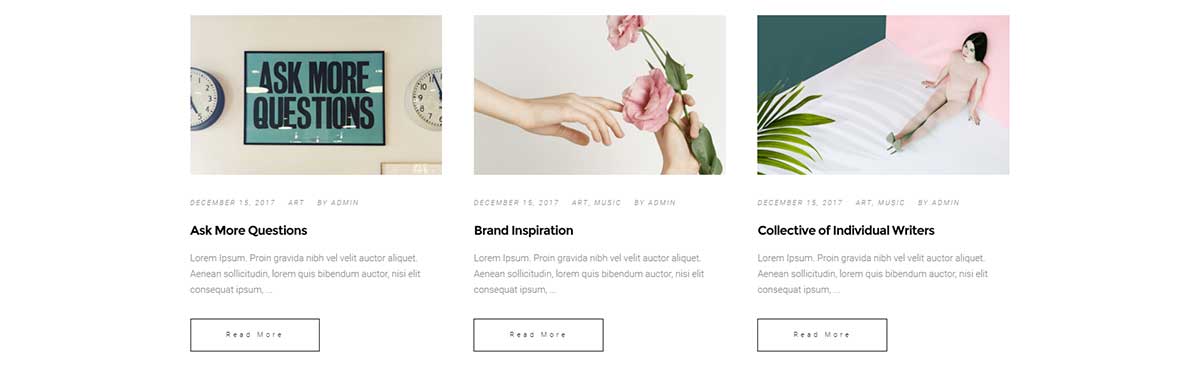 ASK MORE
QUESTIONS
DECEMBER 15, 2017 ART BY ADMIN
Ask More Questions
Lorem Ipsum. Proin gravida nibh vel velit auctor aliquet.
Aenean sollicitudin, lorem quis bibendum auctor, nisi elit
consequat ipsum, ...
Read More
DECEMBER 15, 2017 ART, MUSIC BY ADMIN
Brand Inspiration
Lorem Ipsum. Proin gravida nibh vel velit auctor aliquet.
Aenean sollicitudin, lorem quis bibendum auctor, nisi elit
consequat ipsum, ...
Read More
DECEMBER 15, 2017 ART, MUSIC BY ADMIN
Collective of Individual Writers
Lorem Ipsum. Proin gravida nibh vel velit auctor aliquet.
Aenean sollicitudin, lorem quis bibendum auctor, nisi elit
consequat ipsum, ...
Read More